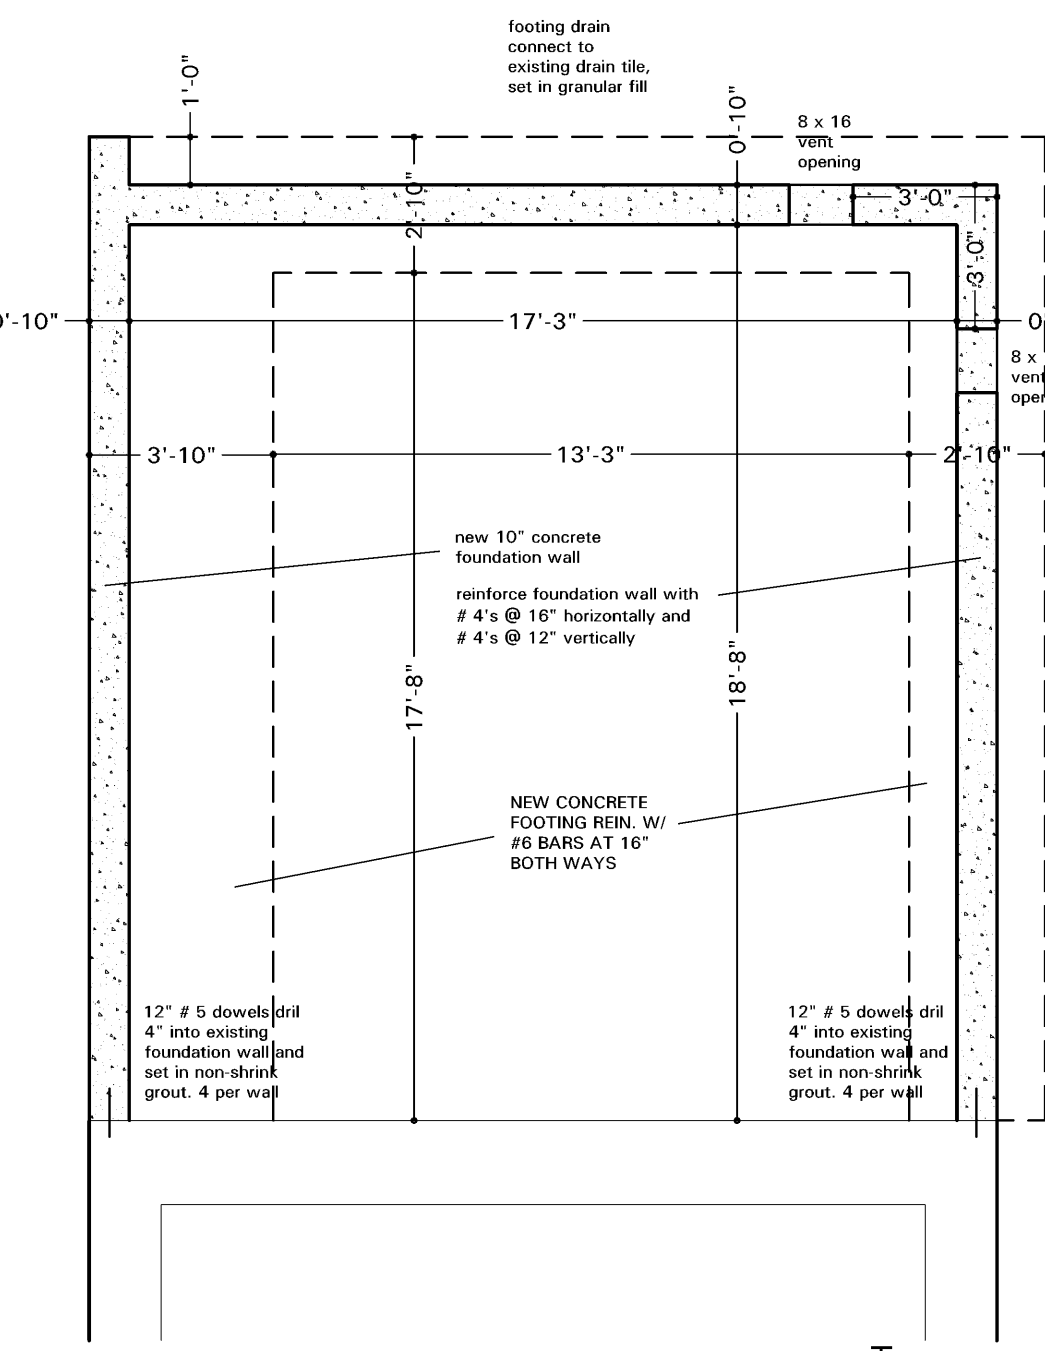 footing drain
connect to
existing drain tile,
set in granular fill
1'-0"
0'-10"
8 x 16
vent
opening
2'-10"
3'-0"
3'-0"
'-10"
17'-3"
0
8 x
vent
3'-10"
13'-3"
2'-10"
new 10" concrete
foundation wall
reinforce foundation wall with
# 4's @ 16" horizontally and
# 4's @ 12" vertically
17'-8"
18'-8"
NEW CONCRETE
FOOTING REIN. W/
#6 BARS AT 16"
BOTH WAYS
12" # 5 dowels dril
4" into existing
foundation wall and
set in non-shrink
grout. 4 per wall
12" # 5 dowels dril
4" into existing
foundation wall and
set in non-shrink
grout. 4 per wall